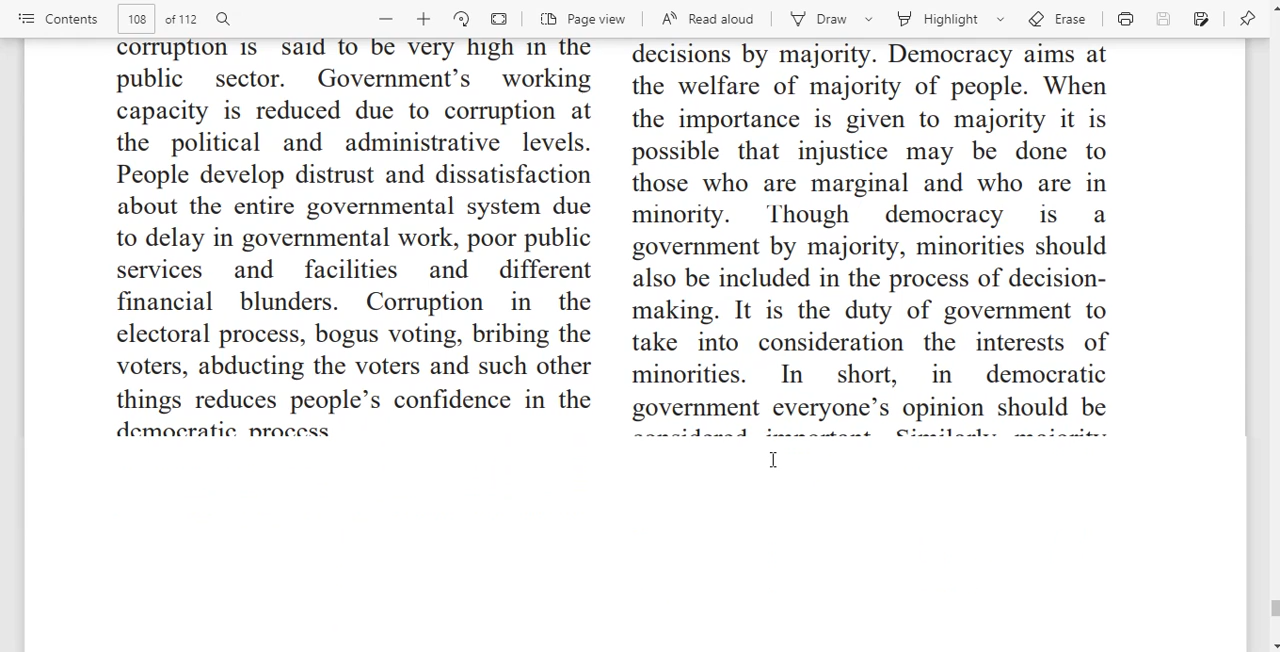 Contents
108 of 112
Page view
Read aloud
Draw
Highlight
Erase
corruption is said to be very high in the
public sector. Government’s working
capacity is reduced due to corruption at
the political and administrative levels.
People develop distrust and dissatisfaction
about the entire governmental system due
to delay in governmental work, poor public
services and facilities and different
financial blunders. Corruption in the
electoral process, bogus voting, bribing the
voters, abducting the voters and such other
things reduces people’s confidence in the
democratic process.
decisions by majority. Democracy aims at
the welfare of majority of people. When
the importance is given to majority it is
possible that injustice may be done to
those who are marginal and who are in
minority. Though democracy is a
government by majority, minorities should
also be included in the process of decision-
making. It is the duty of government to
take into consideration the interests of
minorities. In short, in democratic
government everyone’s opinion should be
considered important. Similarly majority